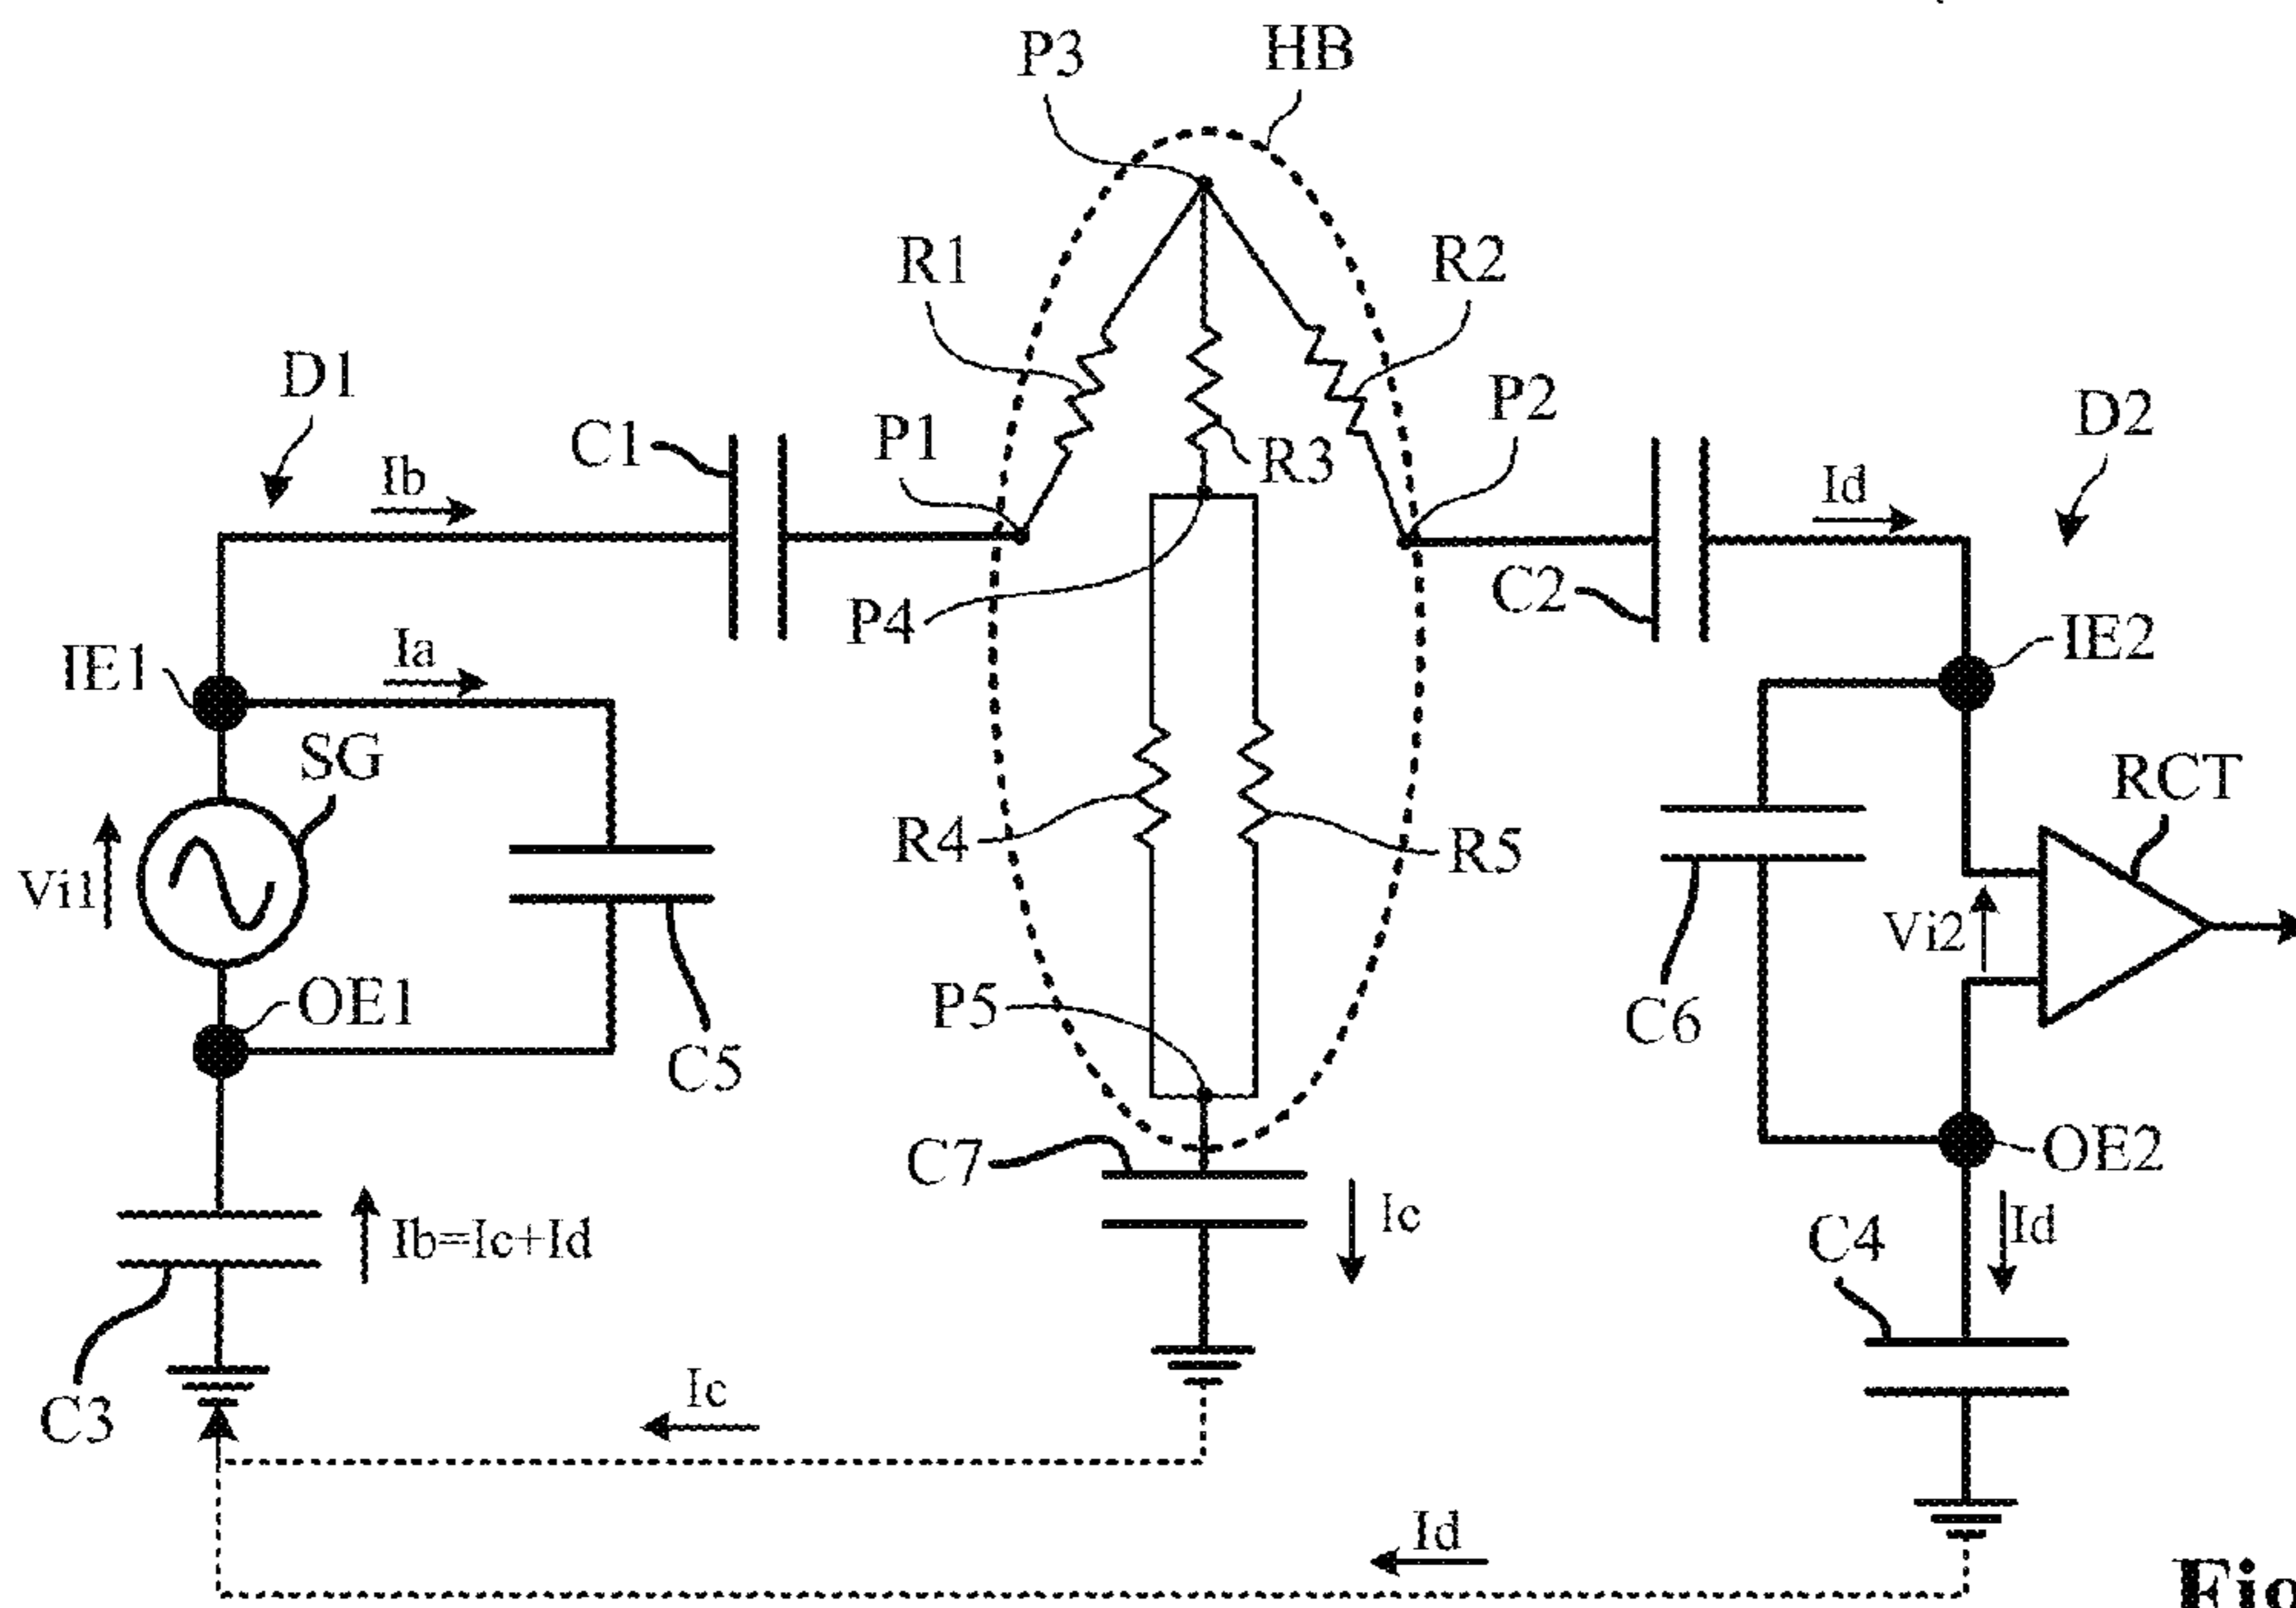 P3
HB
R1
R2
D1
P2
D2
C1
P1
R3
Ib
Id
C2
P4
IE2
IE1
Ia
SG
RCT
R4
R5
Vi1
Vi2
OE1
P5
C6
C5
C7
OE2
Ic
Ib=Ic+Id
C4
Id
C3
Ic
Id